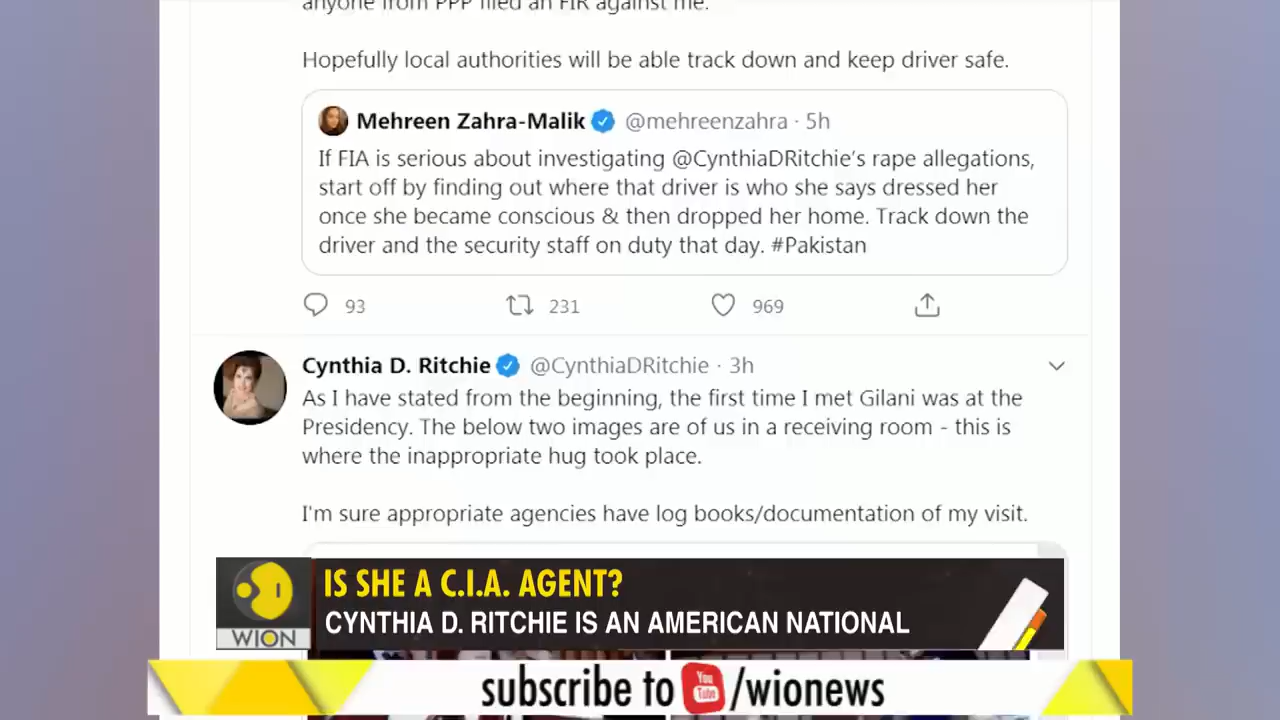 anyone from PPP filed an FIR against me.
Hopefully local authorities will be able track down and keep driver safe.
Mehreen Zahra-Malik @mehreenzahra · 5h
If FIA is serious about investigating @CynthiaDRitchie's rape allegations,
start off by finding out where that driver is who she says dressed her
once she became conscious & then dropped her home. Track down the
driver and the security staff on duty that day. #Pakistan
93 231 969
Cynthia D. Ritchie @CynthiaDRitchie · 3h
As I have stated from the beginning, the first time I met Gilani was at the
Presidency. The below two images are of us in a receiving room - this is
where the inappropriate hug took place.
I'm sure appropriate agencies have log books/documentation of my visit.
IS SHE A C.I.A. AGENT?
CYNTHIA D. RITCHIE IS AN AMERICAN NATIONAL
WION
subscribe to You Tube /wionews